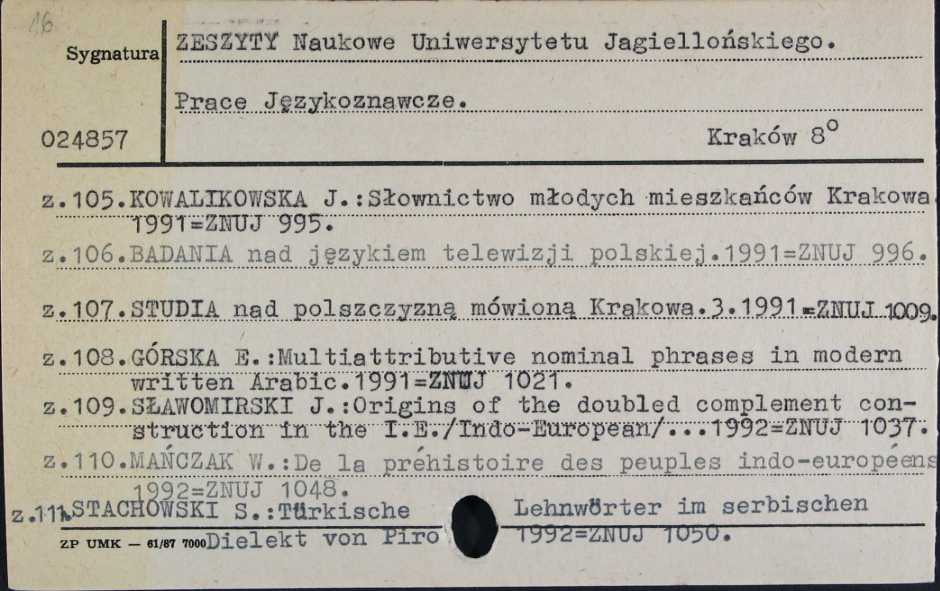 16
Sygnatura
ZESZYTY Naukowe Uniwersytetu Jagiellońskiego.
Prace Językoznawcze.
024857
Kraków 8º
z.105.KOWALIKOWSKA J.:Słownictwo młodych mieszkańców Krakowa
1991=ZNUJ 995.
z.106.BADANIA nad językiem telewizji polskiej.1991=ZNUJ 996.
z.107.STUDIA nad polszczyzną mówioną Krakowa.3.1991=ZNUJ 1009.
z.108.GÓRSKA E.:Multiattributive nominal phrases in modern
written Arabic.1991=ZNUJ 1021.
z.109.SŁAWOMIRSKI J.:Origins of the doubled complement con-
struction in the I.E./Indo-European/...1992=ZNUJ 1037.
z.110.MAŃCZAK W.:De la préhistoire des peuples indo-européens
1992=ZNUJ 1048.
z.111.STACHOWSKI S.:Türkische Lehnwörter im serbischen
ZP UMK — 61/87 7000 Dielekt von Piro 1992=ZNUJ 1050.